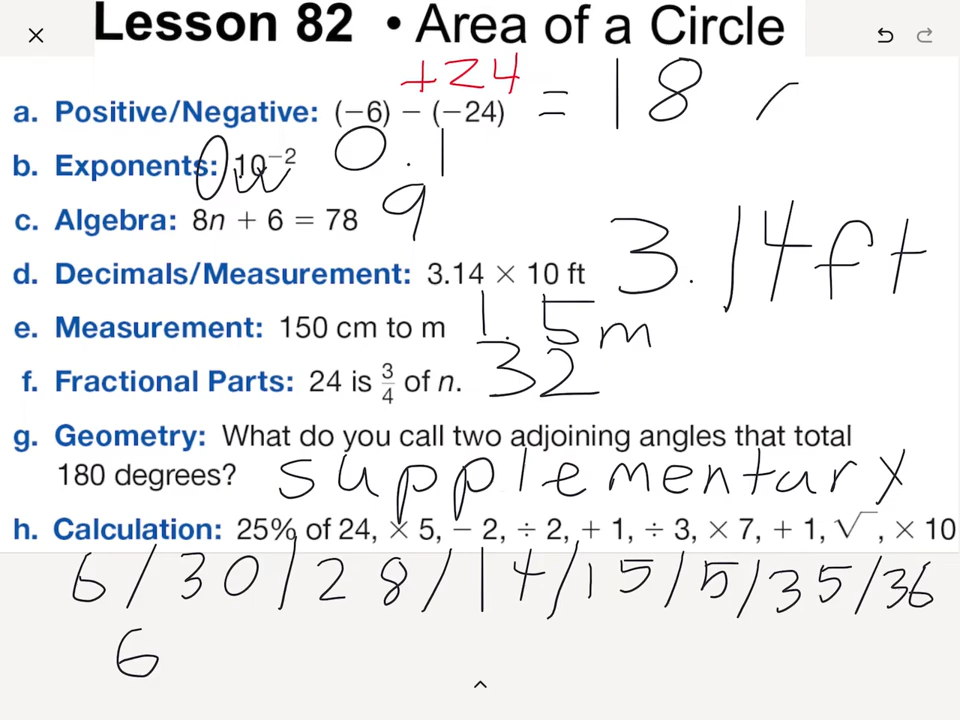 Lesson 82 • Area of a Circle
+24
a. Positive/Negative: (−6) − (−24) = 18
b. Exponents: 10⁻² 0.1
c. Algebra: 8n + 6 = 78 9
d. Decimals/Measurement: 3.14 × 10 ft 3.14ft
e. Measurement: 150 cm to m 1.5m
f. Fractional Parts: 24 is 3/4 of n. 32
g. Geometry: What do you call two adjoining angles that total
180 degrees? supplementary
h. Calculation: 25% of 24, × 5, − 2, ÷ 2, + 1, ÷ 3, × 7, + 1, √‾, × 10
6/30/28/14/15/5/35/36
6